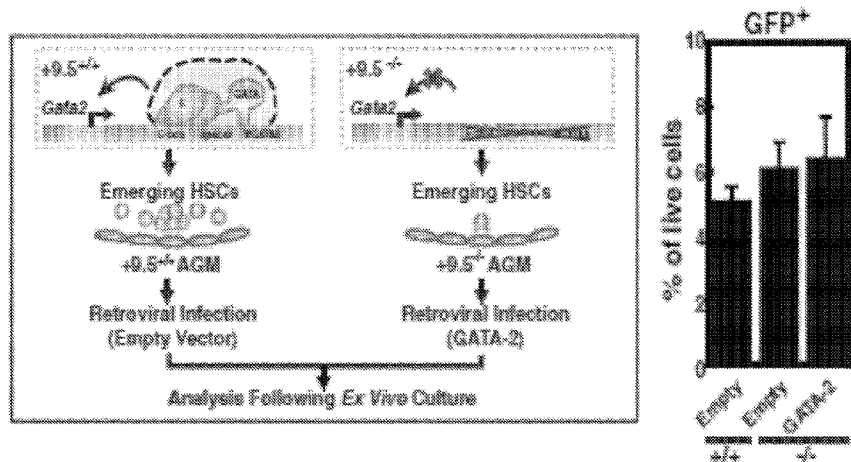 +9.5+/+
Gata2
+9.5 -/-
Gata2
Emerging HSCs
Emerging HSCs
+9.5+/+ AGM
+9.5-/- AGM
Retroviral Infection
(Empty Vector)
Retroviral Infection
(GATA-2)
Analysis Following Ex Vivo Culture
GFP+
% of live cells
10
8
6
4
2
0
Empty
Empty
GATA-2
+/+
-/-